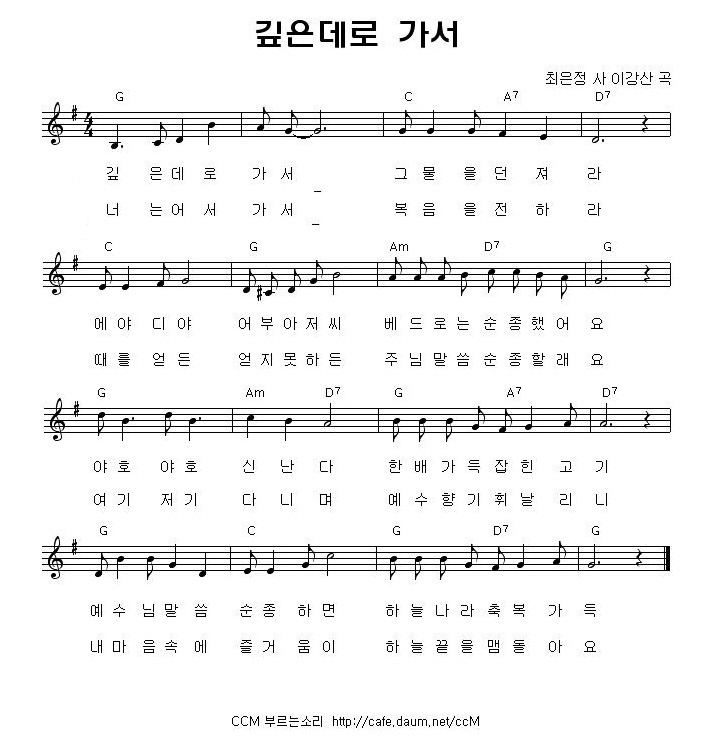 깊은데로 가서
최은정 사 이강산 곡
G C A7 D7
4
4
깊 은 데 로 가 서 그 물 을 던 져 라
너 는 어 서 가 서 복 음 을 전 하 라
C G Am D7 G
에 야 디 야 어 부 아 저 씨 베 드 로 는 순 종 했 어 요
때 를 얻 든 얻 지 못 하 든 주 님 말 씀 순 종 할 래 요
G Am D7 G A7 D7
야 호 야 호 신 난 다 한 배 가 득 잡 힌 고 기
여 기 저 기 다 니 며 예 수 향 기 휘 날 리 니
G C G D7 G
예 수 님 말 씀 순 종 하 면 하 늘 나 라 축 복 가 득
내 마 음 속 에 즐 거 움 이 하 늘 끝 을 맴 돌 아 요
CCM 부르는소리 http://cafe.daum.net/ccM